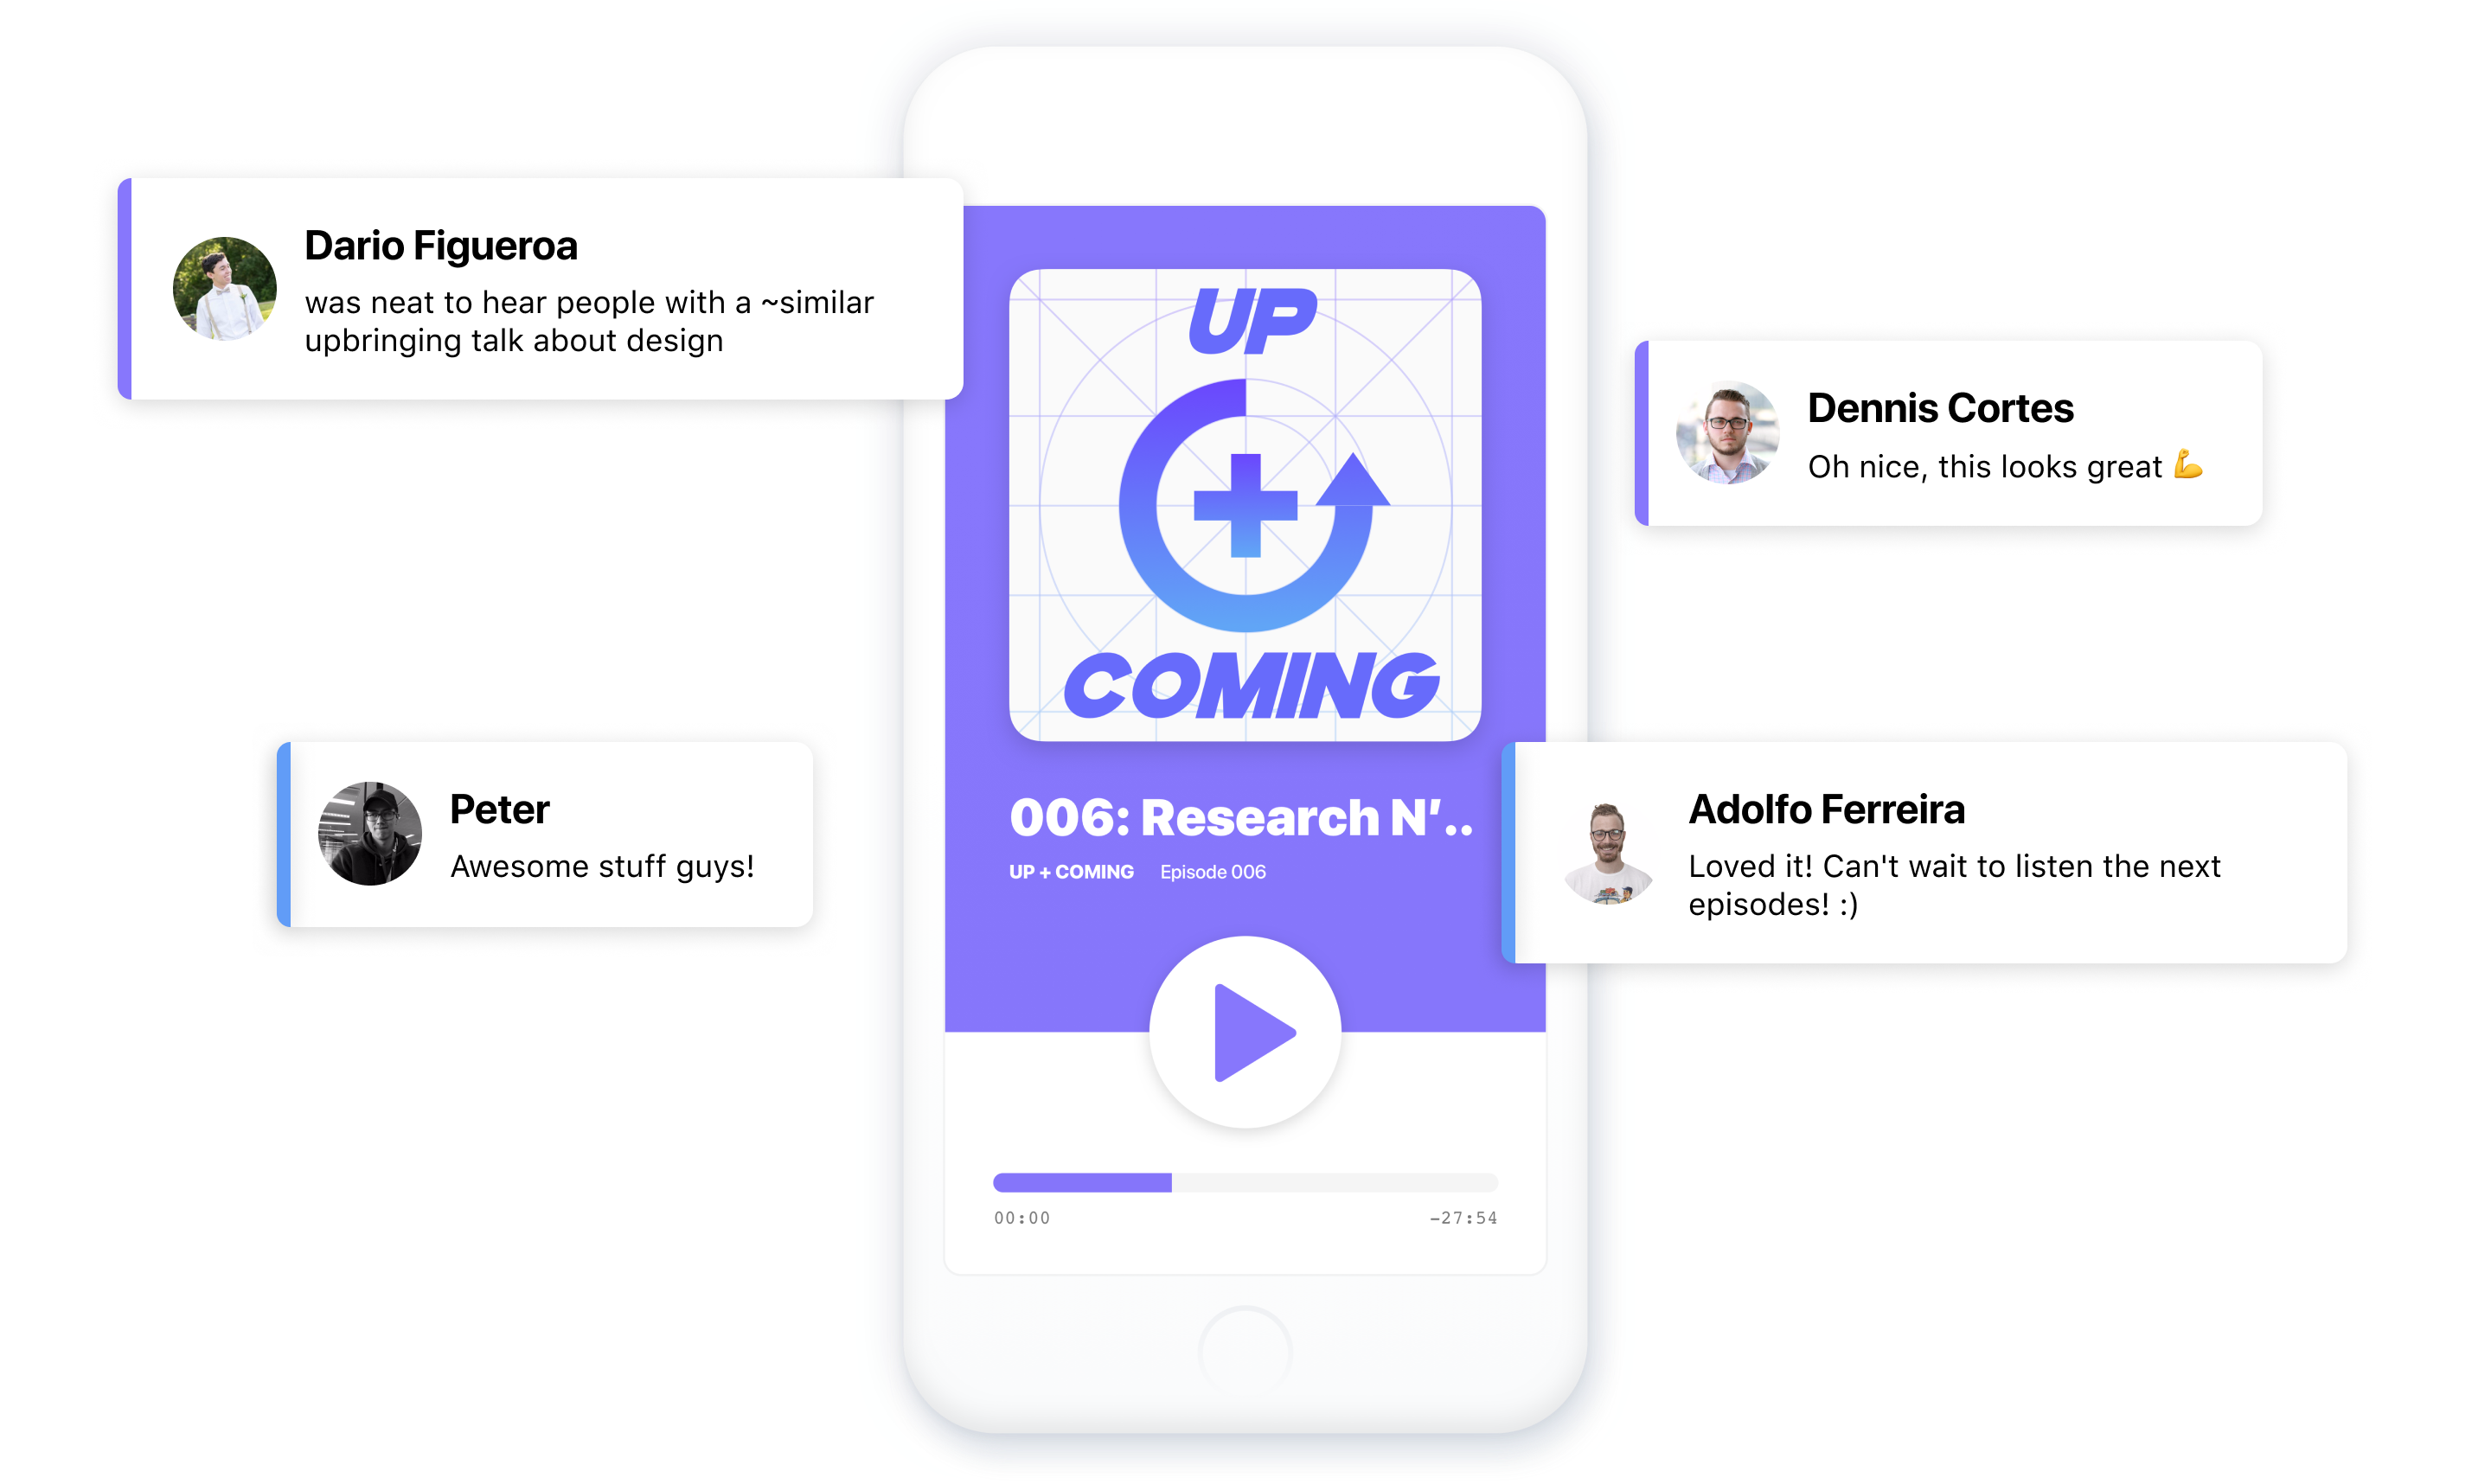 Dario Figueroa
was neat to hear people with a ~similar
upbringing talk about design
UP
COMING
Dennis Cortes
Oh nice, this looks great 💪
Peter
Awesome stuff guys!
006: Research N’..
UP + COMING Episode 006
Adolfo Ferreira
Loved it! Can't wait to listen the next
episodes! :)
00:00 –27:54